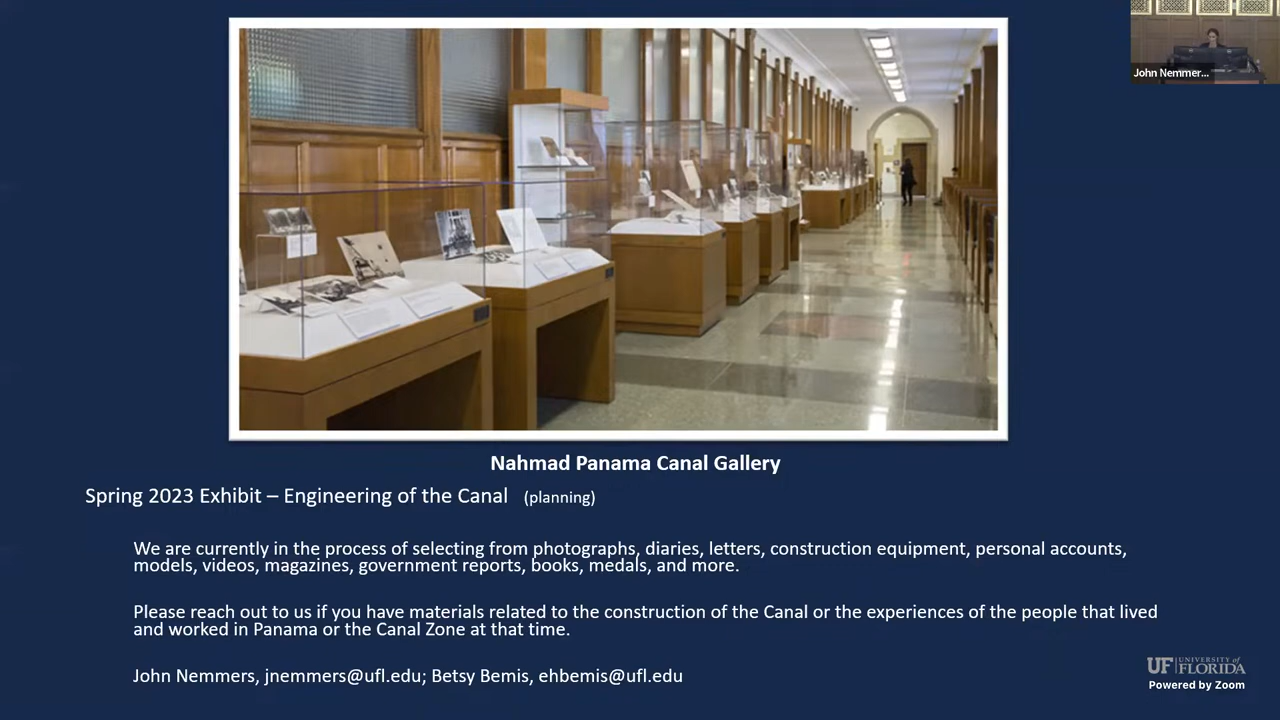 John Nemmer...
Nahmad Panama Canal Gallery
Spring 2023 Exhibit – Engineering of the Canal (planning)
We are currently in the process of selecting from photographs, diaries, letters, construction equipment, personal accounts,
models, videos, magazines, government reports, books, medals, and more.
Please reach out to us if you have materials related to the construction of the Canal or the experiences of the people that lived
and worked in Panama or the Canal Zone at that time.
John Nemmers, jnemmers@ufl.edu; Betsy Bemis, ehbemis@ufl.edu
UF UNIVERSITY of
FLORIDA
Powered by Zoom